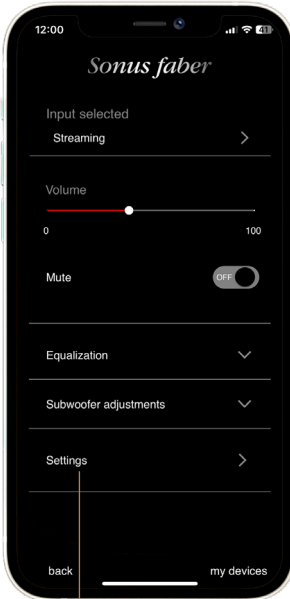 12:00
41
Sonus faber
Input selected
Streaming
Volume
0 100
Mute
OFF
Equalization
Subwoofer adjustments
Settings
back my devices